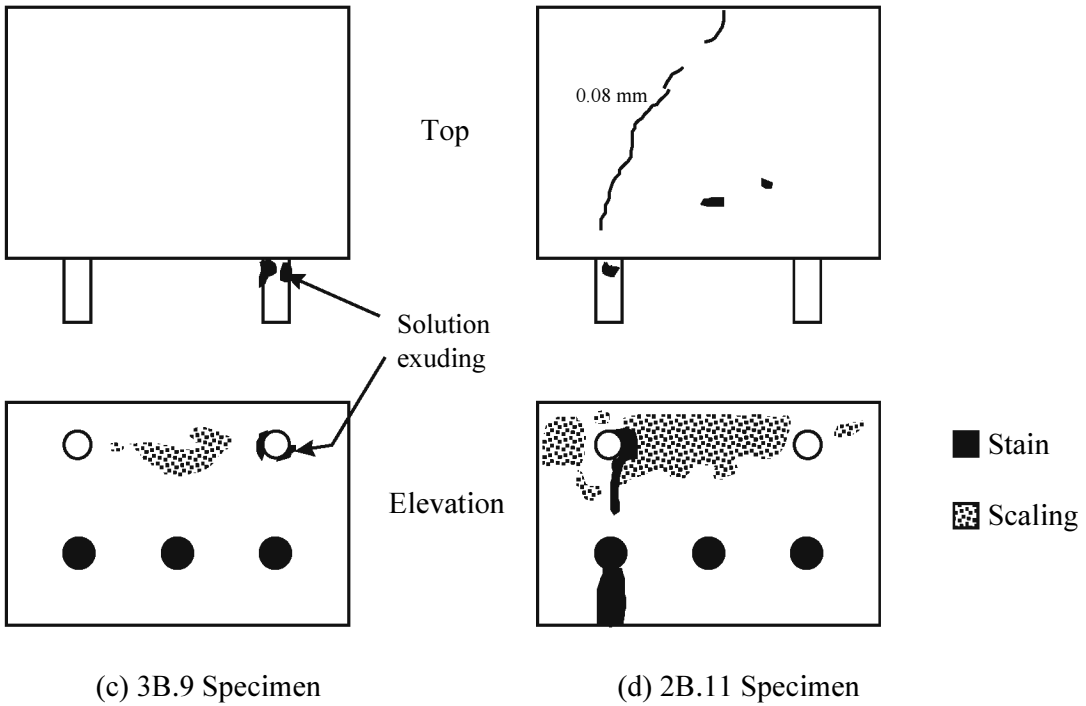 0.08 mm
Top
Solution
exuding
Elevation
Stain
Scaling
(c) 3B.9 Specimen
(d) 2B.11 Specimen